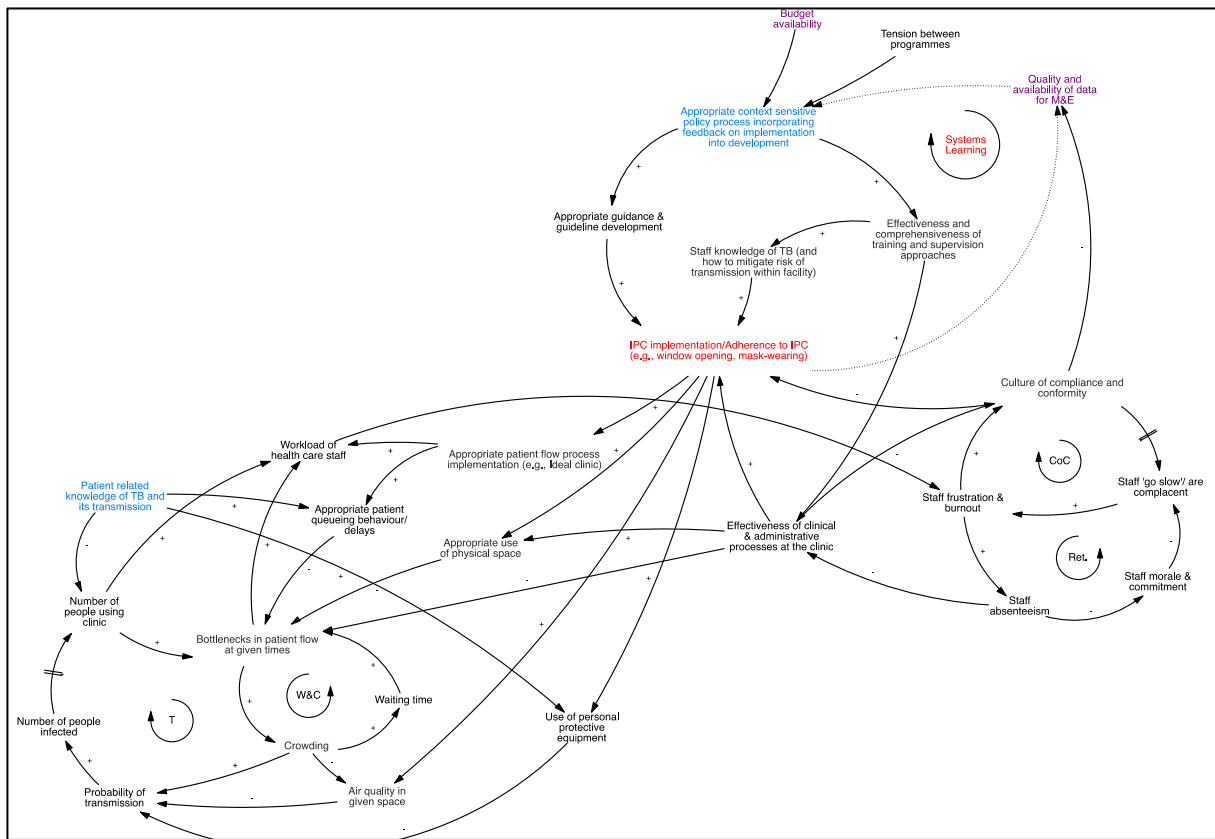 Budget
availability
Tension between
programmes
Quality and
availability of data
for M&E
Appropriate context sensitive
policy process incorporating
feedback on implementation
into development
Systems
Learning
+
+
Appropriate guidance &
guideline development
Effectiveness and
comprehensiveness of
training and supervision
approaches
+
Staff knowledge of TB (and
how to mitigate risk of
transmission within facility)
-
+
+
IPC implementation/Adherence to IPC
(e.g., window opening, mask-wearing)
+
Culture of compliance and
conformity
-
-
+
+
Workload of
health care staff
Appropriate patient flow process
implementation (e.g., Ideal clinic)
+
+
+
+
-
+
CoC
Staff 'go slow'/ are
complacent
Patient related
knowledge of TB and
its transmission
+
+
Appropriate patient
queueing behaviour/
delays
Staff frustration &
burnout
+
Effectiveness of clinical
& administrative
processes at the clinic
Appropriate use
of physical space
+
-
+
-
+
-
Ret.
-
-
-
-
+
Staff morale &
commitment
Number of
people using
clinic
Staff
absenteeism
-
+
Bottlenecks in patient flow
at given times
+
+
+
+
W&C
Waiting time
Number of people
infected
T
Use of personal
protective
equipment
Crowding
+
+
+
-
Probability of
transmission
Air quality in
given space
-
-